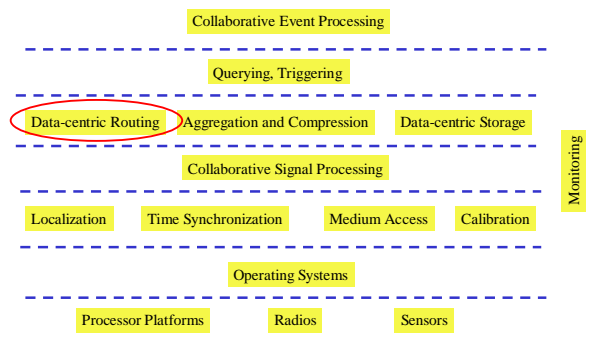 Collaborative Event Processing
Querying, Triggering
Data-centric Routing Aggregation and Compression Data-centric Storage
Monitoring
Collaborative Signal Processing
Localization Time Synchronization Medium Access Calibration
Operating Systems
Processor Platforms Radios Sensors